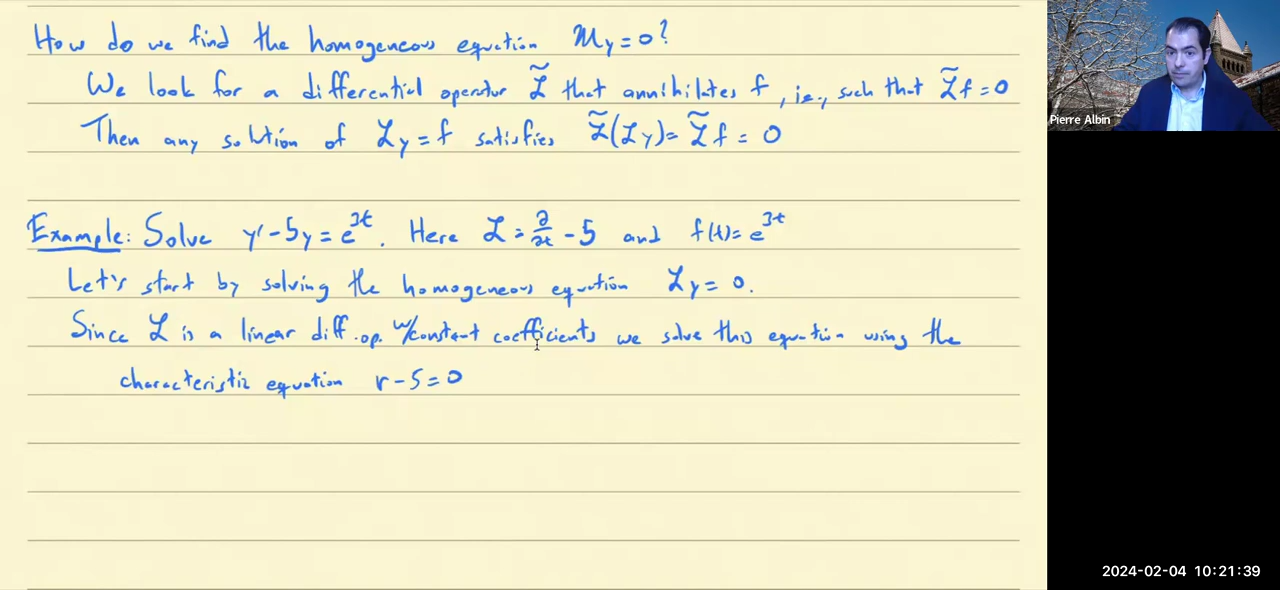 How do we find the homogeneous equation My=0?
We look for a differential operator ℒ̃ that annihilates f, i.e., such that ℒ̃f=0
Then any solution of ℒy=f satisfies ℒ̃(ℒy)=ℒ̃f=0
Example: Solve y'-5y=e^{3t}. Here ℒ=∂/∂t -5 and f(t)=e^{3t}
Let's start by solving the homogeneous equation ℒy=0.
Since ℒ is a linear diff. op. w/constant coefficients we solve this equation using the
characteristic equation r-5=0
Pierre Albin
2024-02-04 10:21:39